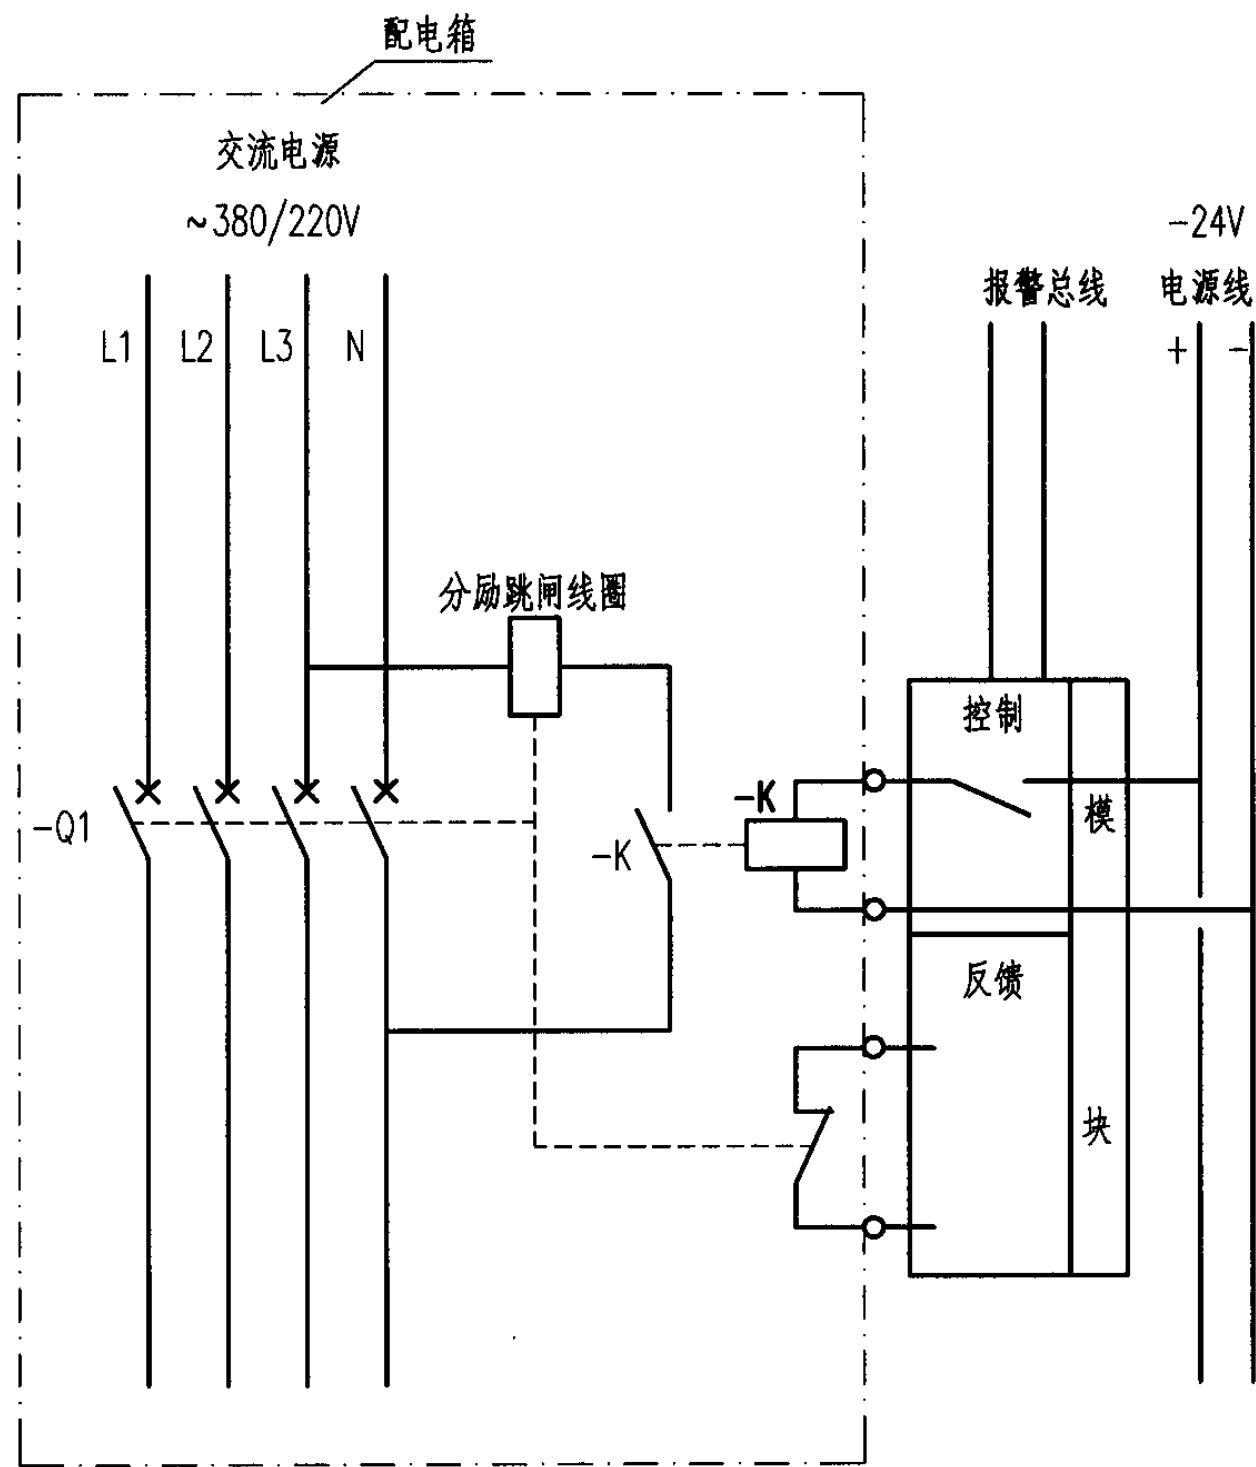 配电箱
交流电源
~380/220V
-24V
报警总线
电源线
+
-
L1
L2
L3
N
分励跳闸线圈
控制
-K
模
-Q1
-K
反馈
块